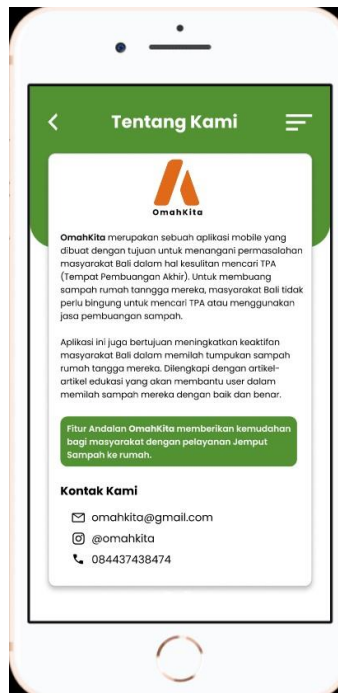 Tentang Kami
OmahKita
OmahKita merupakan sebuah aplikasi mobile yang
dibuat dengan tujuan untuk menangani permasalahan
masyarakat Bali dalam hal kesulitan mencari TPA
(Tempat Pembuangan Akhir). Untuk membuang
sampah rumah tanngga mereka, masyarakat Bali tidak
perlu bingung untuk mencari TPA atau menggunakan
jasa pembuangan sampah.
Aplikasi ini juga bertujuan meningkatkan keaktifan
masyarakat Bali dalam memilah tumpukan sampah
rumah tangga mereka. Dilengkapi dengan artikel-
artikel edukasi yang akan membantu user dalam
memilah sampah mereka dengan baik dan benar.
Fitur Andalan OmahKita memberikan kemudahan
bagi masyarakat dengan pelayanan Jemput
Sampah ke rumah.
Kontak Kami
omahkita@gmail.com
@omahkita
084437438474